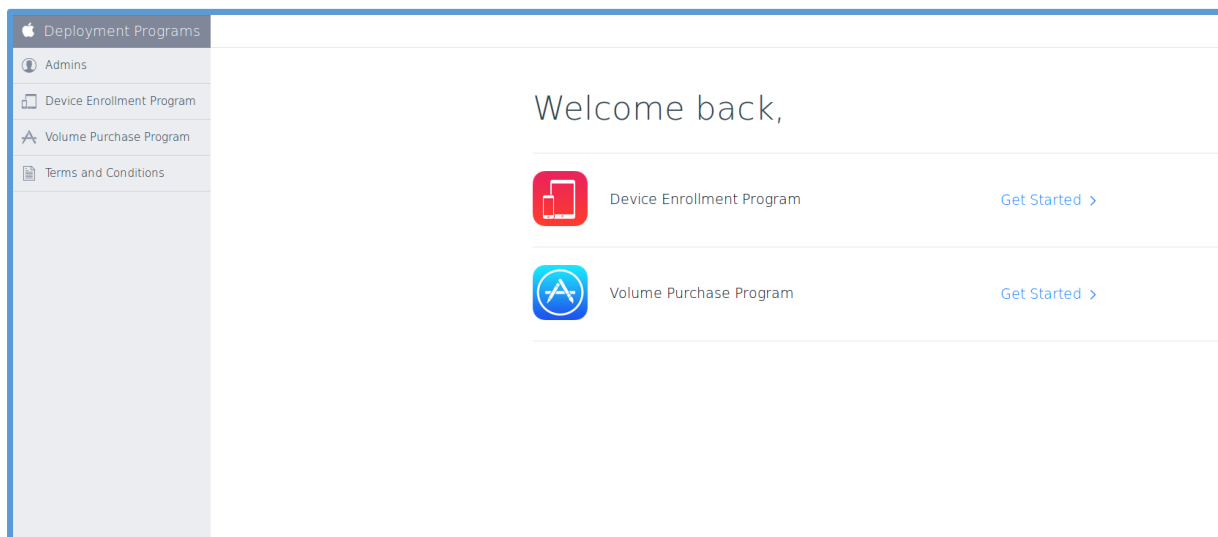 Deployment Programs
Admins
Device Enrollment Program
Volume Purchase Program
Terms and Conditions
Welcome back,
Device Enrollment Program Get Started >
Volume Purchase Program Get Started >